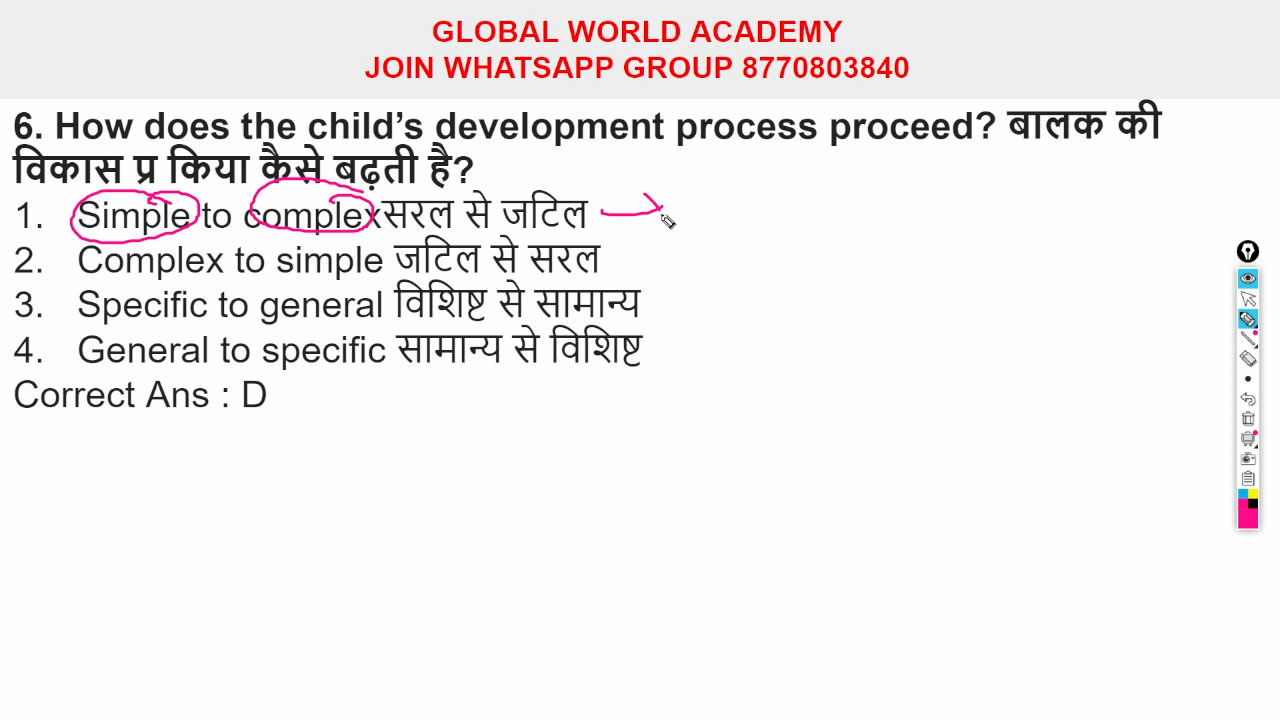 GLOBAL WORLD ACADEMY
JOIN WHATSAPP GROUP 8770803840
6. How does the child’s development process proceed? बालक की
विकास प्र किया कैसे बढ़ती है?
1. Simple to complexसरल से जटिल
2. Complex to simple जटिल से सरल
3. Specific to general विशिष्ट से सामान्य
4. General to specific सामान्य से विशिष्ट
Correct Ans : D